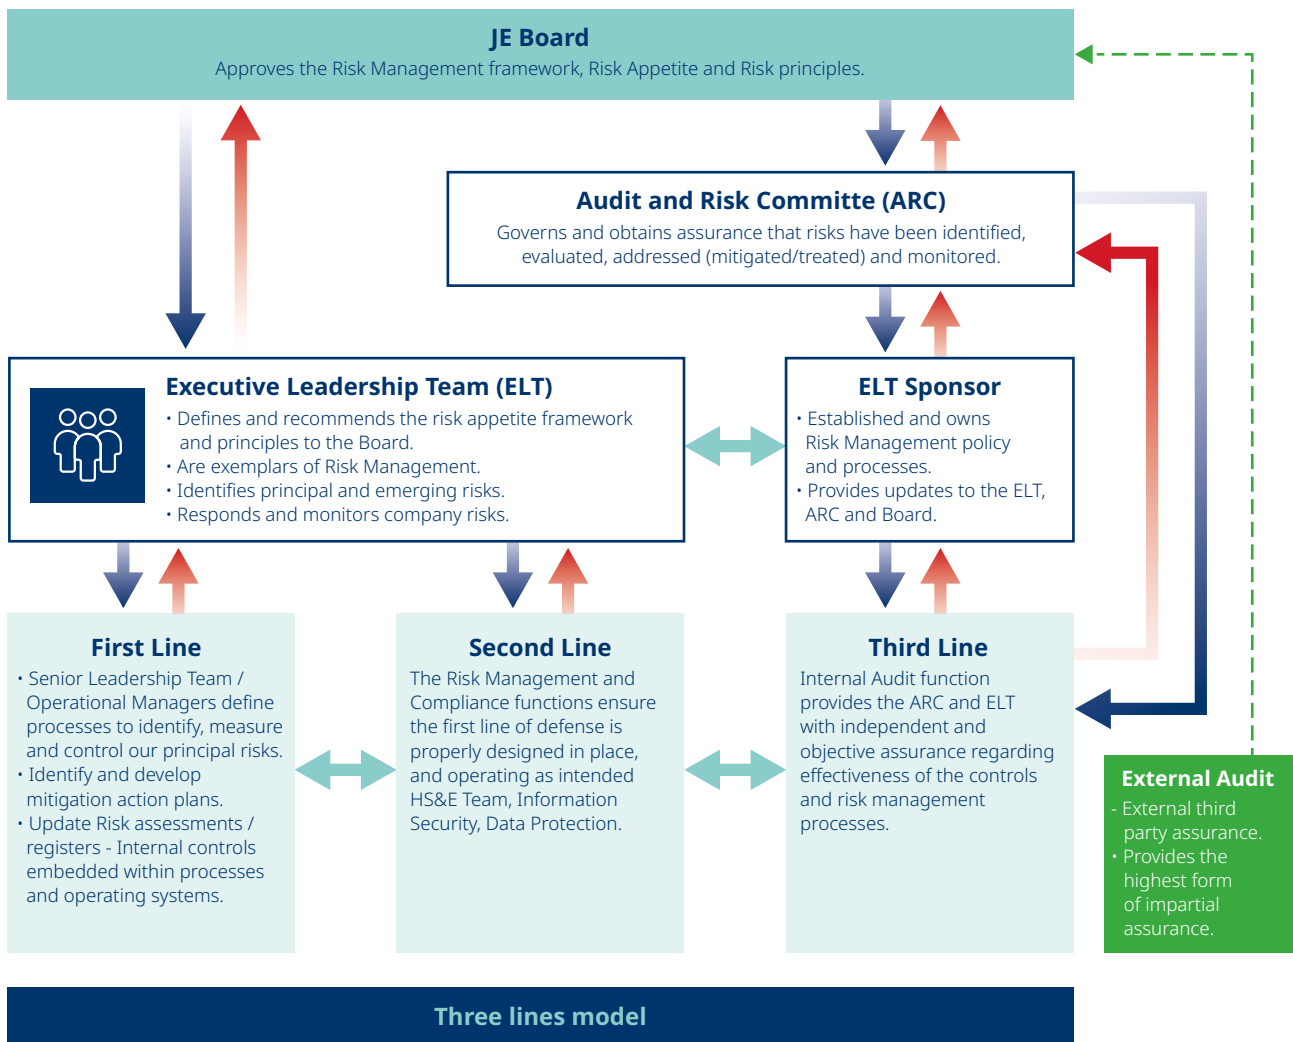 JE Board
Approves the Risk Management framework, Risk Appetite and Risk principles.
Audit and Risk Committe (ARC)
Governs and obtains assurance that risks have been identified,
evaluated, addressed (mitigated/treated) and monitored.
Executive Leadership Team (ELT)
• Defines and recommends the risk appetite framework
and principles to the Board.
• Are exemplars of Risk Management.
• Identifies principal and emerging risks.
• Responds and monitors company risks.
ELT Sponsor
• Established and owns
Risk Management policy
and processes.
• Provides updates to the ELT,
ARC and Board.
First Line
• Senior Leadership Team /
Operational Managers define
processes to identify, measure
and control our principal risks.
• Identify and develop
mitigation action plans.
• Update Risk assessments /
registers - Internal controls
embedded within processes
and operating systems.
Second Line
The Risk Management and
Compliance functions ensure
the first line of defense is
properly designed in place,
and operating as intended
HS&E Team, Information
Security, Data Protection.
Third Line
Internal Audit function
provides the ARC and ELT
with independent and
objective assurance regarding
effectiveness of the controls
and risk management
processes.
External Audit
- External third
party assurance.
• Provides the
highest form
of impartial
assurance.
Three lines model